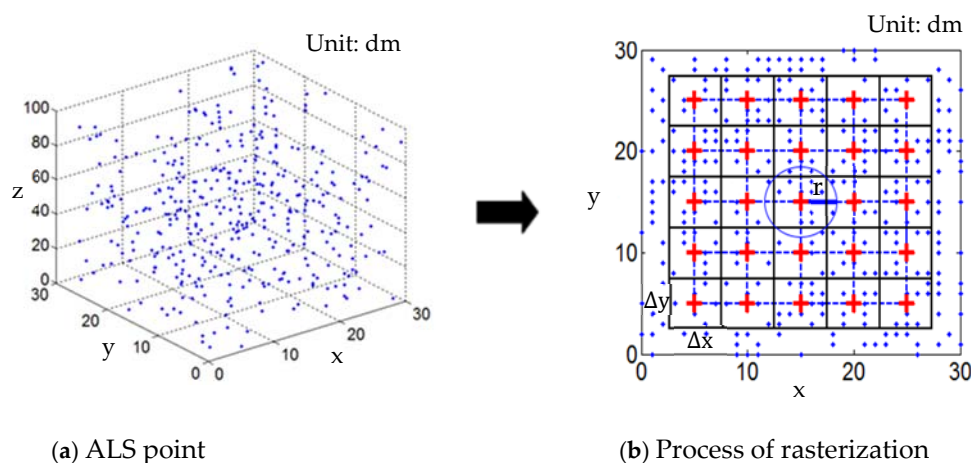 Unit: dm
100
80
z 60
40
20
0
30
20
y 10
0 0
10
x 20
30
(a) ALS point
Unit: dm
30
20
y
10
0
r
Δy
Δx
0 10 20 30
x
(b) Process of rasterization